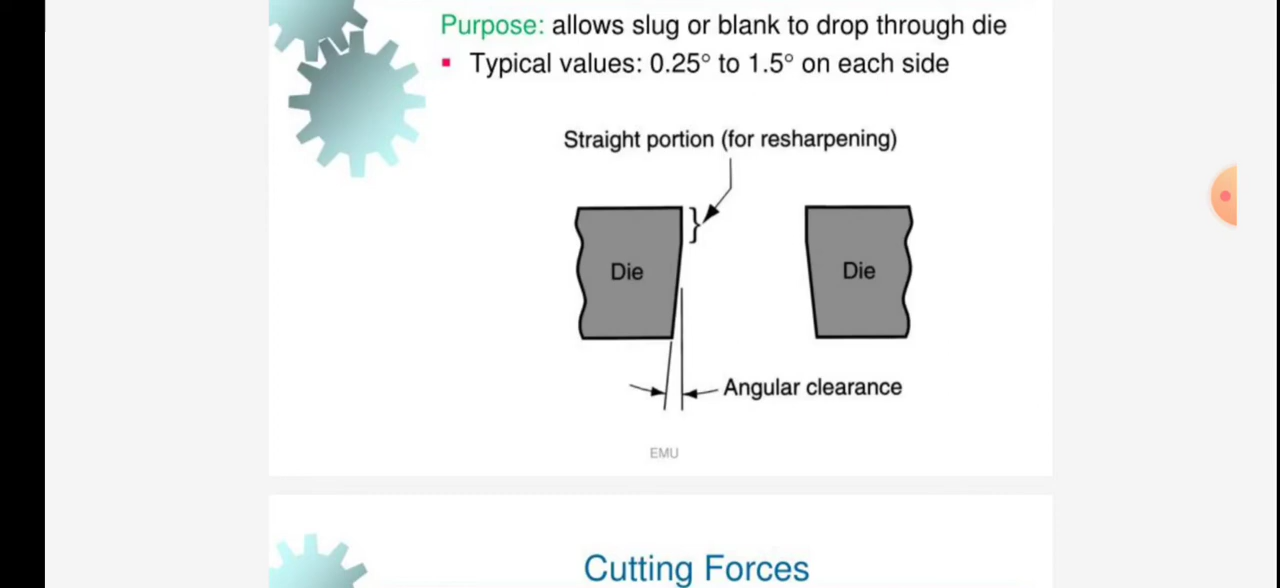 Purpose: allows slug or blank to drop through die
▪ Typical values: 0.25° to 1.5° on each side
Straight portion (for resharpening)
Die
Die
Angular clearance
EMU
Cutting Forces